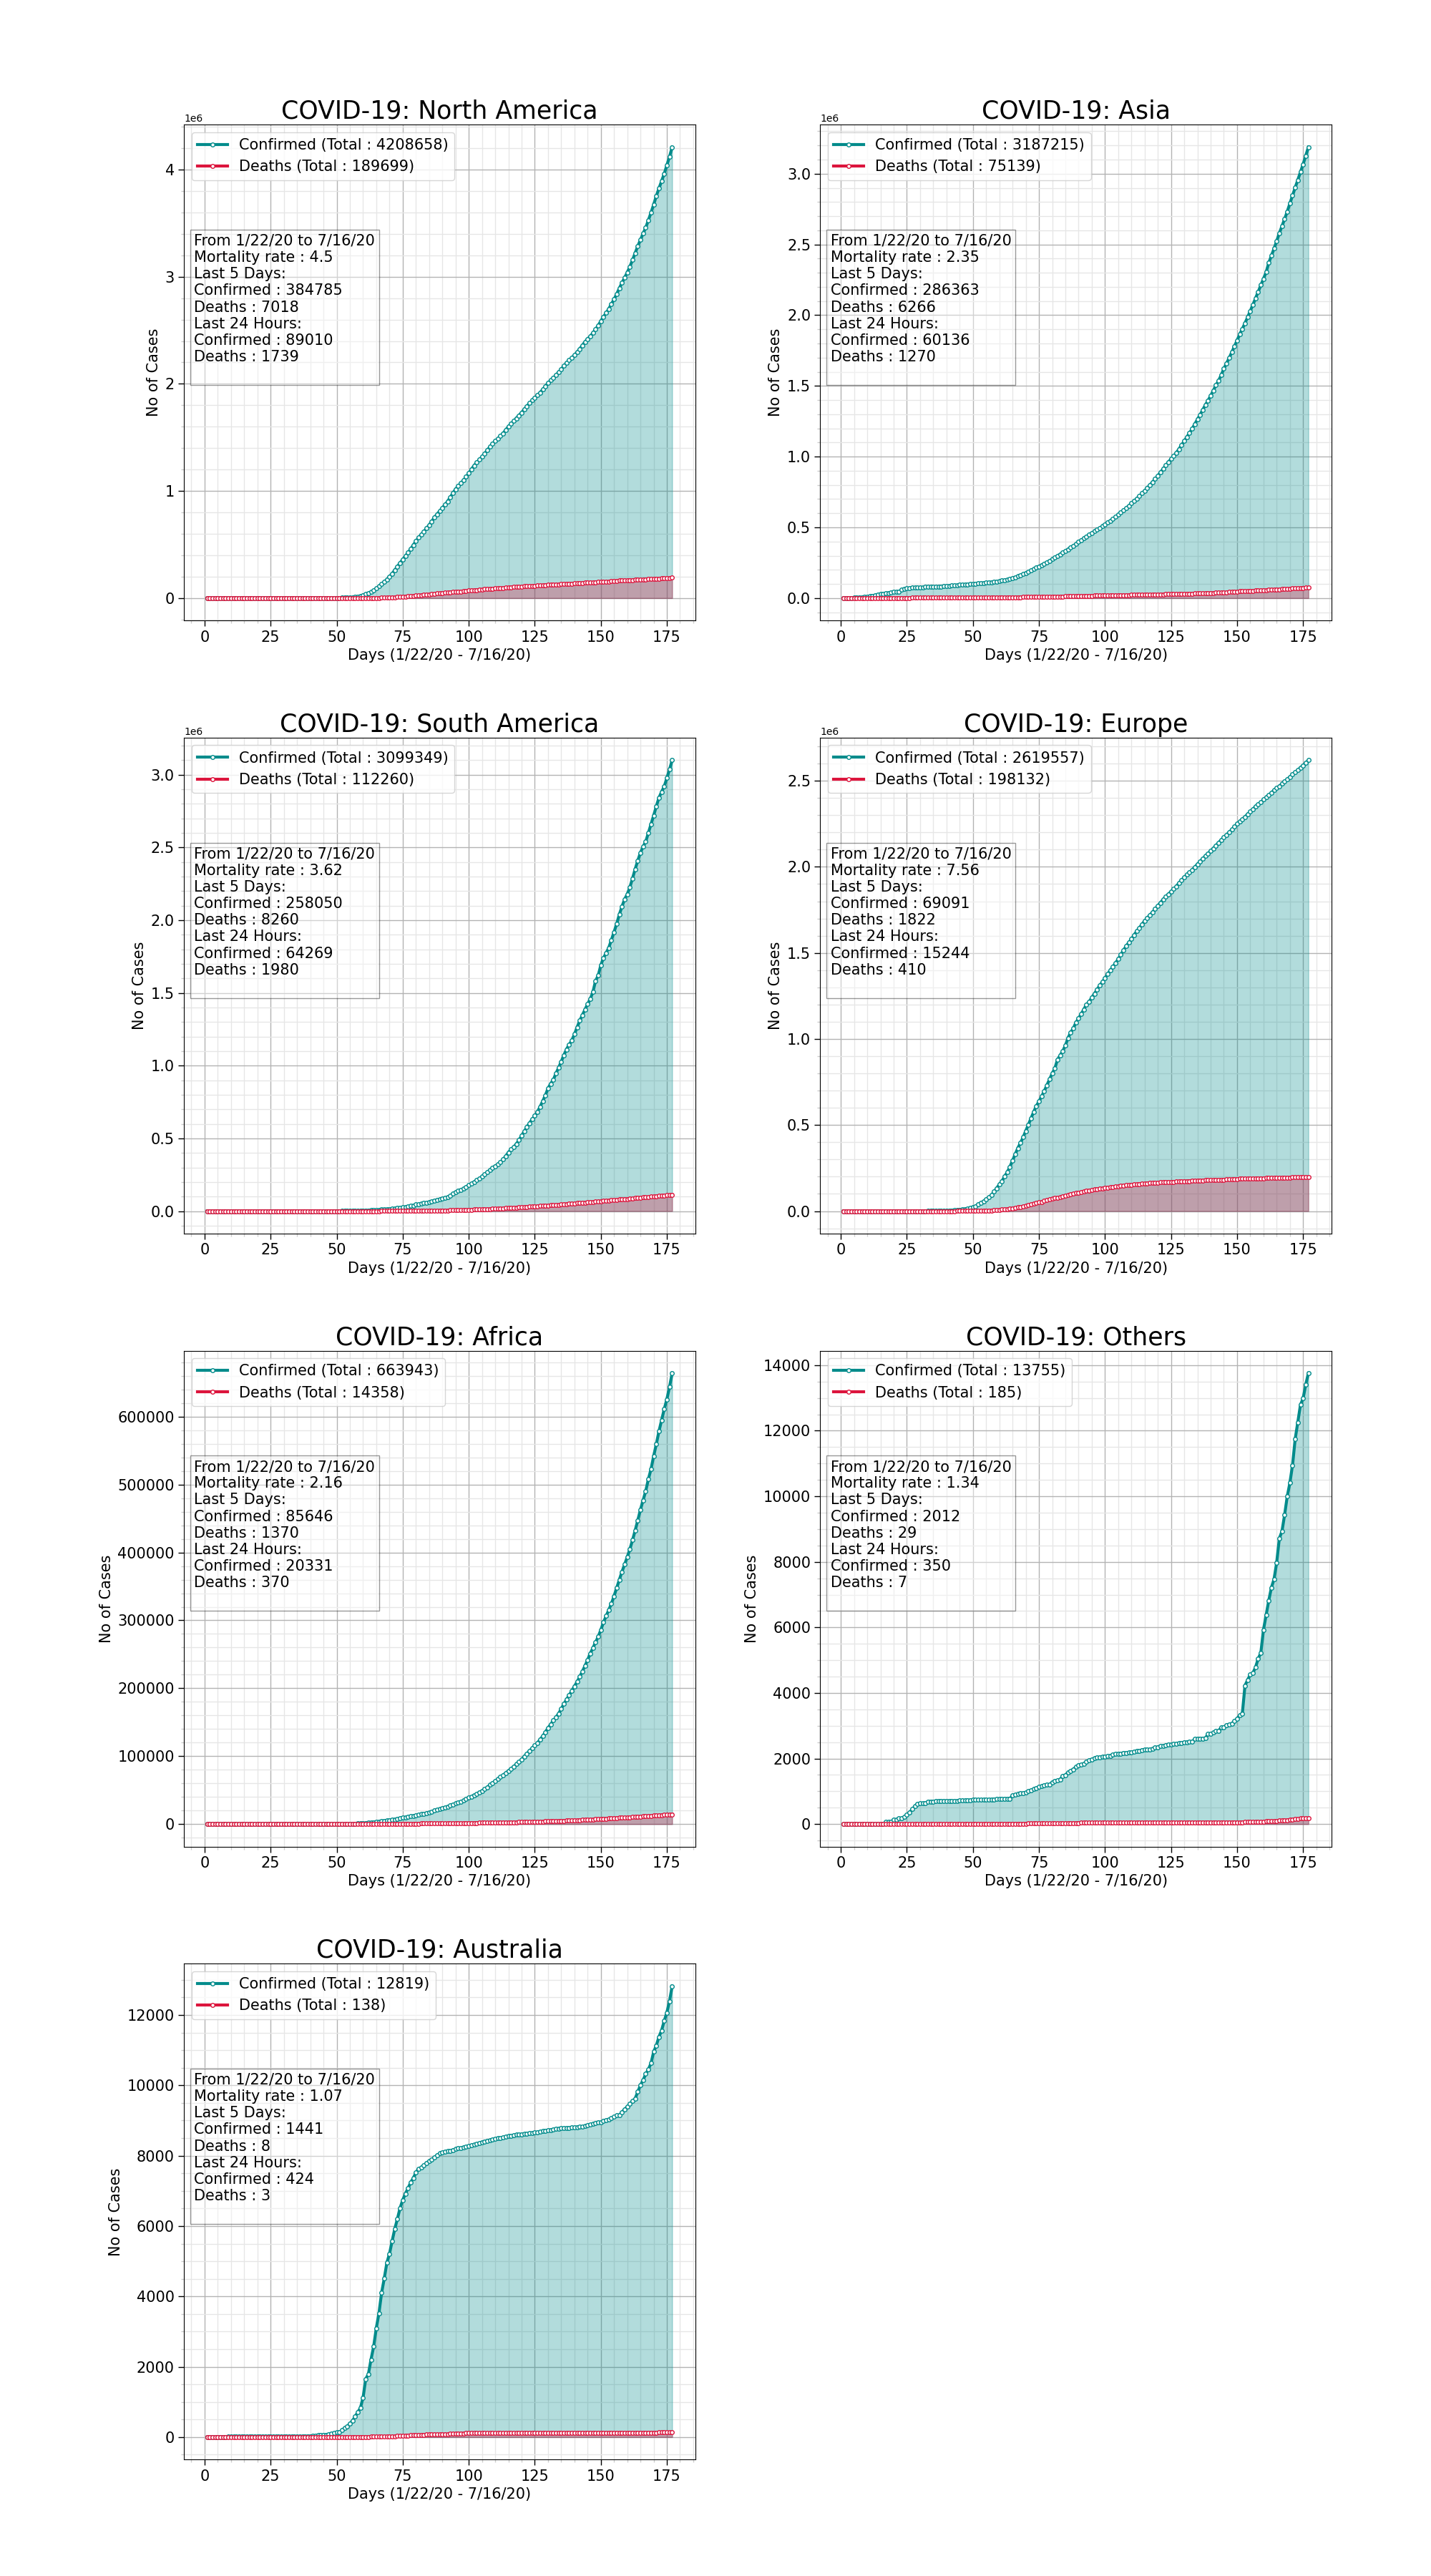 COVID-19: North America
1e6
Confirmed (Total : 4208658)
Deaths (Total : 189699)
From 1/22/20 to 7/16/20
Mortality rate : 4.5
Last 5 Days:
Confirmed : 384785
Deaths : 7018
Last 24 Hours:
Confirmed : 89010
Deaths : 1739
No of Cases
4
3
2
1
0
0 25 50 75 100 125 150 175
Days (1/22/20 - 7/16/20)
COVID-19: Asia
1e6
Confirmed (Total : 3187215)
Deaths (Total : 75139)
From 1/22/20 to 7/16/20
Mortality rate : 2.35
Last 5 Days:
Confirmed : 286363
Deaths : 6266
Last 24 Hours:
Confirmed : 60136
Deaths : 1270
No of Cases
3.0
2.5
2.0
1.5
1.0
0.5
0.0
0 25 50 75 100 125 150 175
Days (1/22/20 - 7/16/20)
COVID-19: South America
1e6
Confirmed (Total : 3099349)
Deaths (Total : 112260)
From 1/22/20 to 7/16/20
Mortality rate : 3.62
Last 5 Days:
Confirmed : 258050
Deaths : 8260
Last 24 Hours:
Confirmed : 64269
Deaths : 1980
No of Cases
3.0
2.5
2.0
1.5
1.0
0.5
0.0
0 25 50 75 100 125 150 175
Days (1/22/20 - 7/16/20)
COVID-19: Europe
1e6
Confirmed (Total : 2619557)
Deaths (Total : 198132)
From 1/22/20 to 7/16/20
Mortality rate : 7.56
Last 5 Days:
Confirmed : 69091
Deaths : 1822
Last 24 Hours:
Confirmed : 15244
Deaths : 410
No of Cases
2.5
2.0
1.5
1.0
0.5
0.0
0 25 50 75 100 125 150 175
Days (1/22/20 - 7/16/20)
COVID-19: Africa
Confirmed (Total : 663943)
Deaths (Total : 14358)
From 1/22/20 to 7/16/20
Mortality rate : 2.16
Last 5 Days:
Confirmed : 85646
Deaths : 1370
Last 24 Hours:
Confirmed : 20331
Deaths : 370
No of Cases
600000
500000
400000
300000
200000
100000
0
0 25 50 75 100 125 150 175
Days (1/22/20 - 7/16/20)
COVID-19: Others
Confirmed (Total : 13755)
Deaths (Total : 185)
From 1/22/20 to 7/16/20
Mortality rate : 1.34
Last 5 Days:
Confirmed : 2012
Deaths : 29
Last 24 Hours:
Confirmed : 350
Deaths : 7
No of Cases
14000
12000
10000
8000
6000
4000
2000
0
0 25 50 75 100 125 150 175
Days (1/22/20 - 7/16/20)
COVID-19: Australia
Confirmed (Total : 12819)
Deaths (Total : 138)
From 1/22/20 to 7/16/20
Mortality rate : 1.07
Last 5 Days:
Confirmed : 1441
Deaths : 8
Last 24 Hours:
Confirmed : 424
Deaths : 3
No of Cases
12000
10000
8000
6000
4000
2000
0
0 25 50 75 100 125 150 175
Days (1/22/20 - 7/16/20)